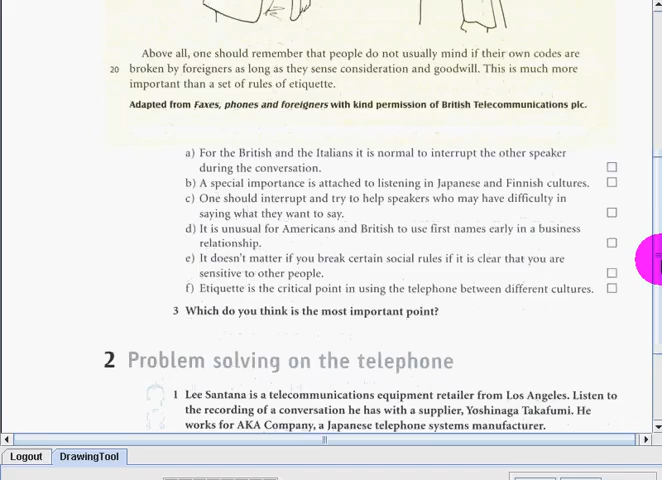 Above all, one should remember that people do not usually mind if their own codes are
20 broken by foreigners as long as they sense consideration and goodwill. This is much more
important than a set of rules of etiquette.
Adapted from Faxes, phones and foreigners with kind permission of British Telecommunications plc.
a) For the British and the Italians it is normal to interrupt the other speaker
during the conversation.
b) A special importance is attached to listening in Japanese and Finnish cultures.
c) One should interrupt and try to help speakers who may have difficulty in
saying what they want to say.
d) It is unusual for Americans and British to use first names early in a business
relationship.
e) It doesn't matter if you break certain social rules if it is clear that you are
sensitive to other people.
f) Etiquette is the critical point in using the telephone between different cultures.
3 Which do you think is the most important point?
2 Problem solving on the telephone
1 Lee Santana is a telecommunications equipment retailer from Los Angeles. Listen to
the recording of a conversation he has with a supplier, Yoshinaga Takafumi. He
works for AKA Company, a Japanese telephone systems manufacturer.
Logout DrawingTool